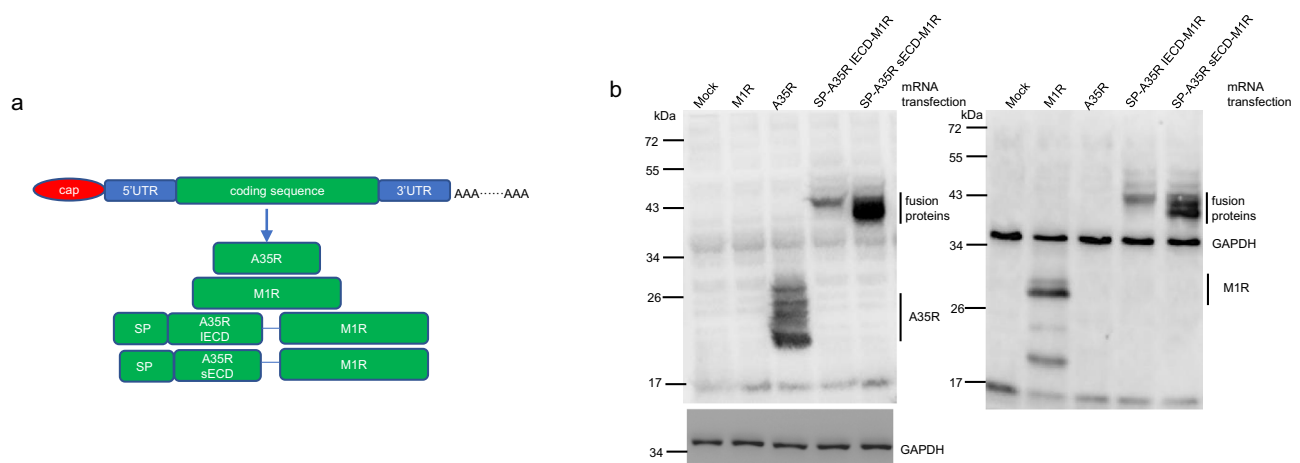 a
cap
5'UTR
coding sequence
3'UTR
AAA······AAA
A35R
M1R
SP
A35R
lECD
M1R
SP
A35R
sECD
M1R
b
Mock
M1R
A35R
SP-A35R lECD-M1R
SP-A35R sECD-M1R
mRNA
transfection
kDa
72
55
43
34
26
17
fusion
proteins
A35R
34
GAPDH
Mock
M1R
A35R
SP-A35R lECD-M1R
SP-A35R sECD-M1R
mRNA
transfection
kDa
72
55
43
34
26
17
fusion
proteins
GAPDH
M1R